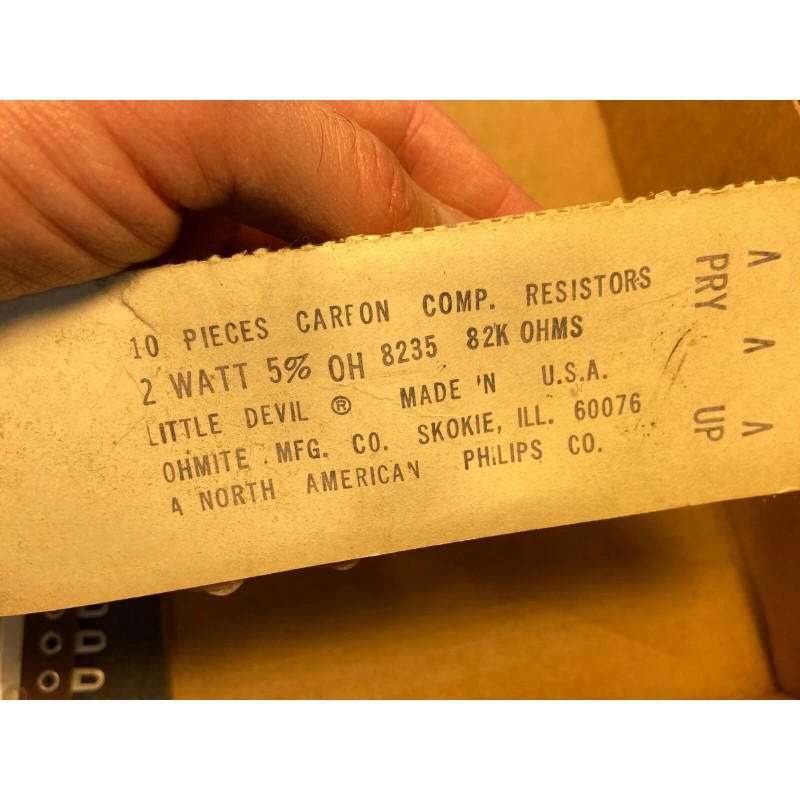 10 PIECES CARFON COMP. RESISTORS
2 WATT 5% OH 8235 82K OHMS
LITTLE DEVIL ® MADE 'N U.S.A.
OHMITE MFG. CO. SKOKIE, ILL. 60076
A NORTH AMERICAN PHILIPS CO.
PRY UP